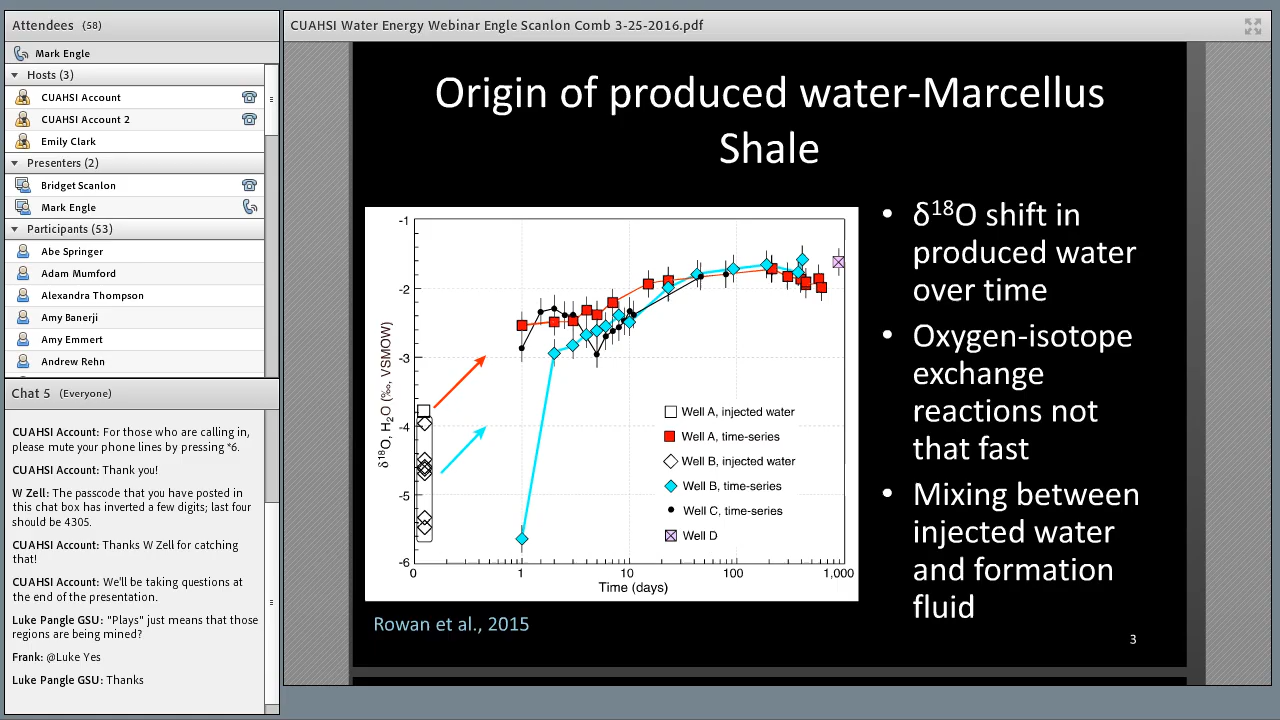 Attendees (58)
Mark Engle
Hosts (3)
CUAHSI Account
CUAHSI Account 2
Emily Clark
Presenters (2)
Bridget Scanlon
Mark Engle
Participants (53)
Abe Springer
Adam Mumford
Alexandra Thompson
Amy Banerji
Amy Emmert
Andrew Rehn
Chat 5 (Everyone)
CUAHSI Account: For those who are calling in,
please mute your phone lines by pressing *6.
CUAHSI Account: Thank you!
W Zell: The passcode that you have posted in
this chat box has inverted a few digits; last four
should be 4305.
CUAHSI Account: Thanks W Zell for catching
that!
CUAHSI Account: We'll be taking questions at
the end of the presentation.
Luke Pangle GSU: "Plays" just means that those
regions are being mined?
Frank: @Luke Yes
Luke Pangle GSU: Thanks
CUAHSI Water Energy Webinar Engle Scanlon Comb 3-25-2016.pdf
Origin of produced water-Marcellus
Shale
δ¹⁸O, H₂O (‰, VSMOW)
-1
-2
-3
-4
-5
-6
0 1 10 100 1,000
Time (days)
Well A, injected water
Well A, time-series
Well B, injected water
Well B, time-series
Well C, time-series
Well D
Rowan et al., 2015
• δ¹⁸O shift in
produced water
over time
• Oxygen-isotope
exchange
reactions not
that fast
• Mixing between
injected water
and formation
fluid
3